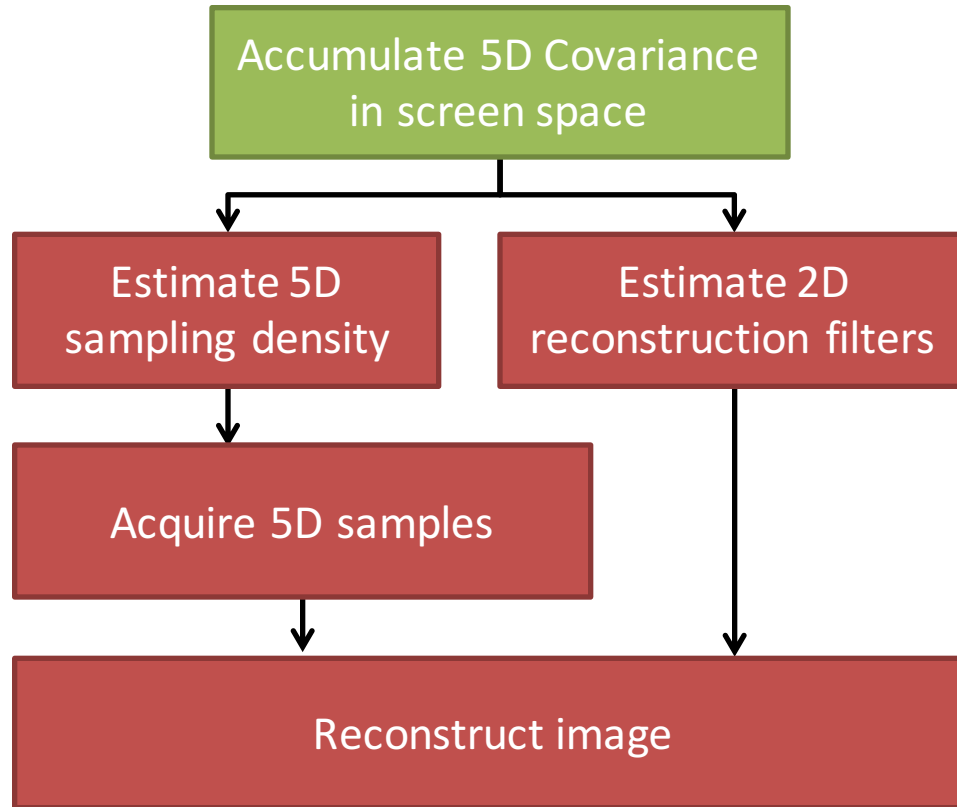 Accumulate 5D Covariance
in screen space
Estimate 5D
sampling density
Estimate 2D
reconstruction filters
Acquire 5D samples
Reconstruct image